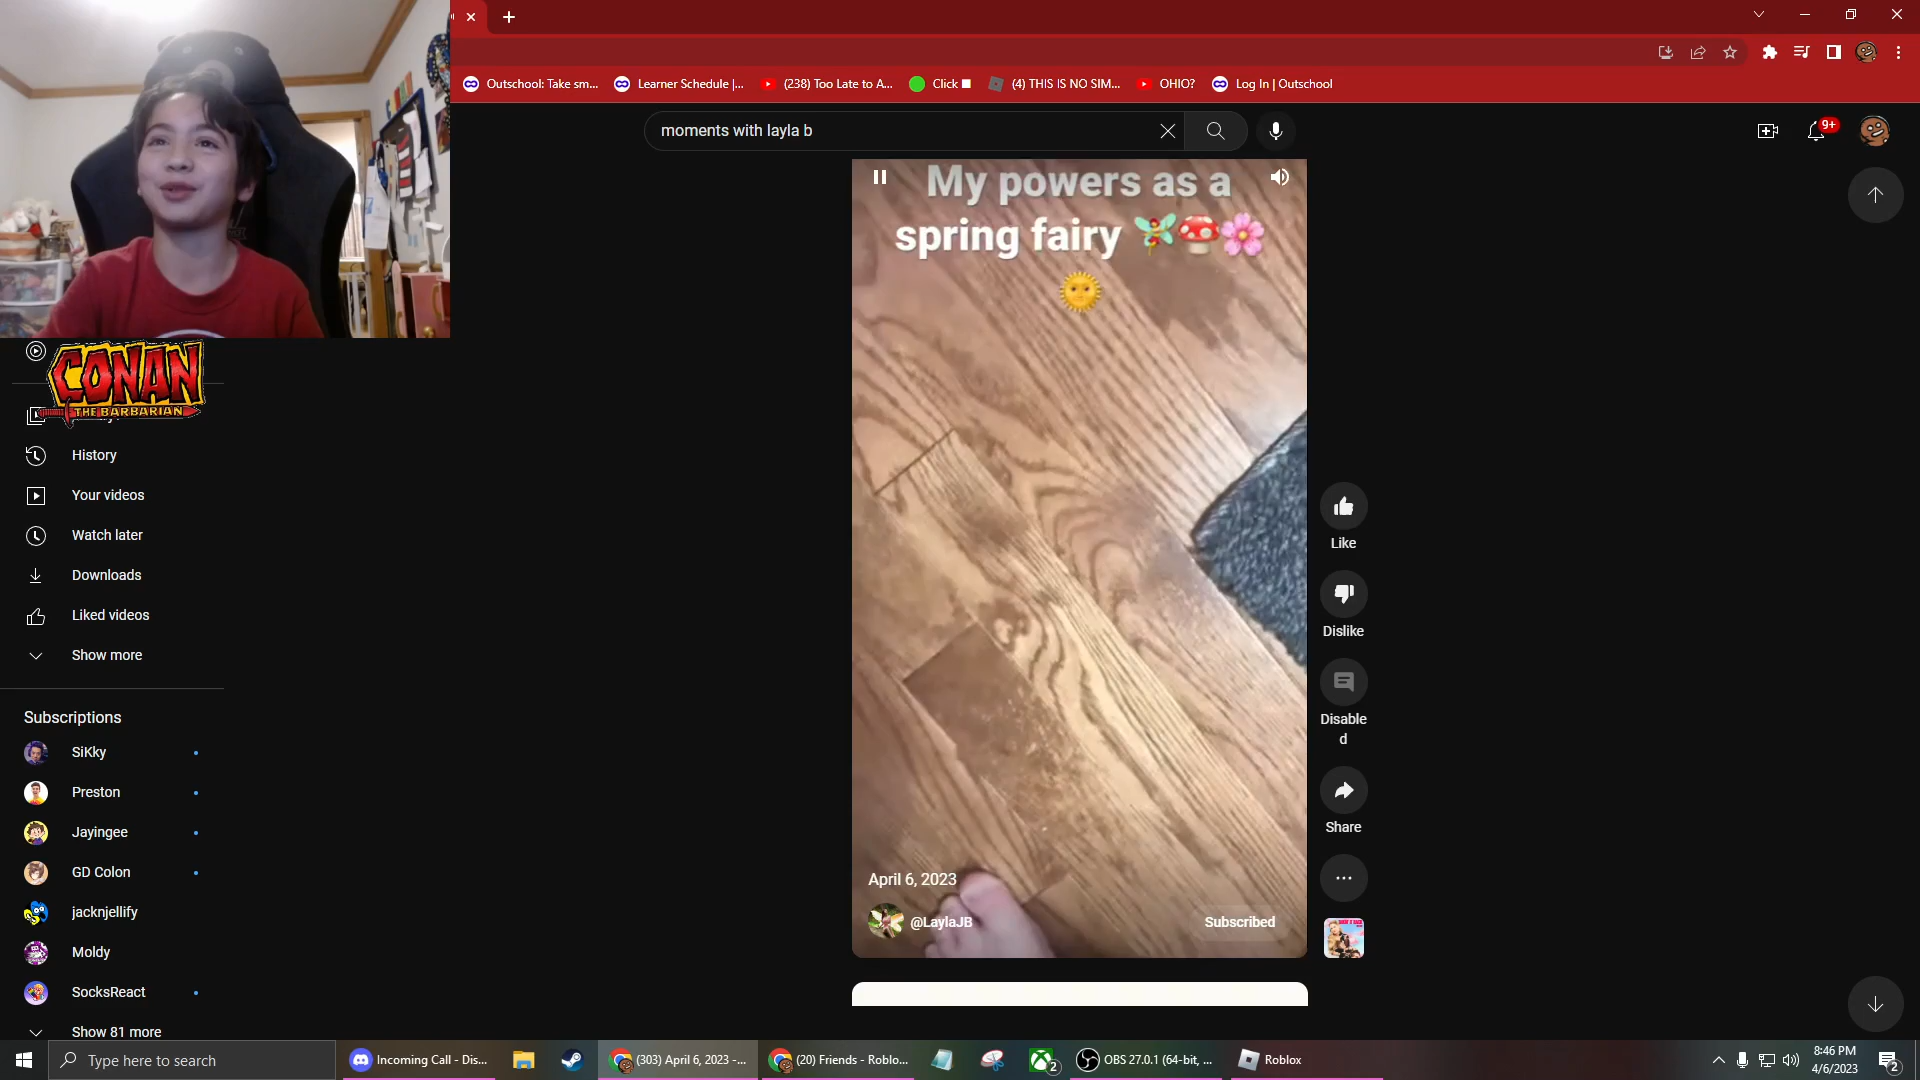 Outschool: Take sm...
Learner Schedule |...
(238) Too Late to A...
Click
(4) THIS IS NO SIM...
OHIO?
Log In | Outschool
moments with layla b
9+
My powers as a
spring fairy 🧚🍄🌸
🌞
CONAN
THE BARBARIAN
History
Your videos
Watch later
Downloads
Liked videos
Show more
Subscriptions
SiKky
Preston
Jayingee
GD Colon
jacknjellify
Moldy
SocksReact
Show 81 more
Like
Dislike
Disable
d
Share
April 6, 2023
@LaylaJB
Subscribed
Type here to search
Incoming Call - Dis...
(303) April 6, 2023 -...
(20) Friends - Roblo...
2
OBS 27.0.1 (64-bit, ...
Roblox
8:46 PM
4/6/2023
2